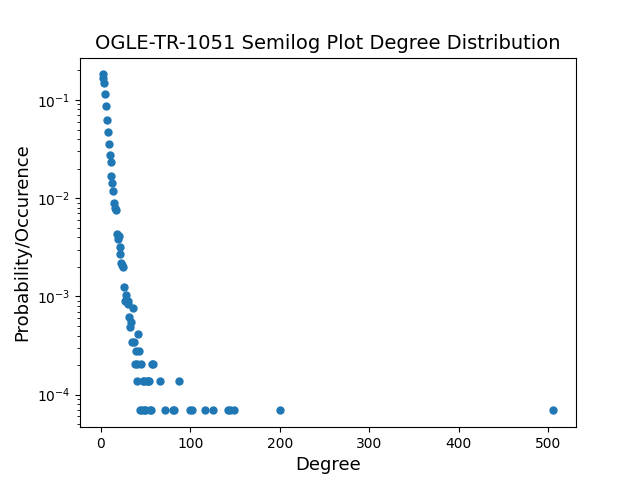 OGLE-TR-1051 Semilog Plot Degree Distribution
Probability/Occurence
10⁻¹
10⁻²
10⁻³
10⁻⁴
0 100 200 300 400 500
Degree